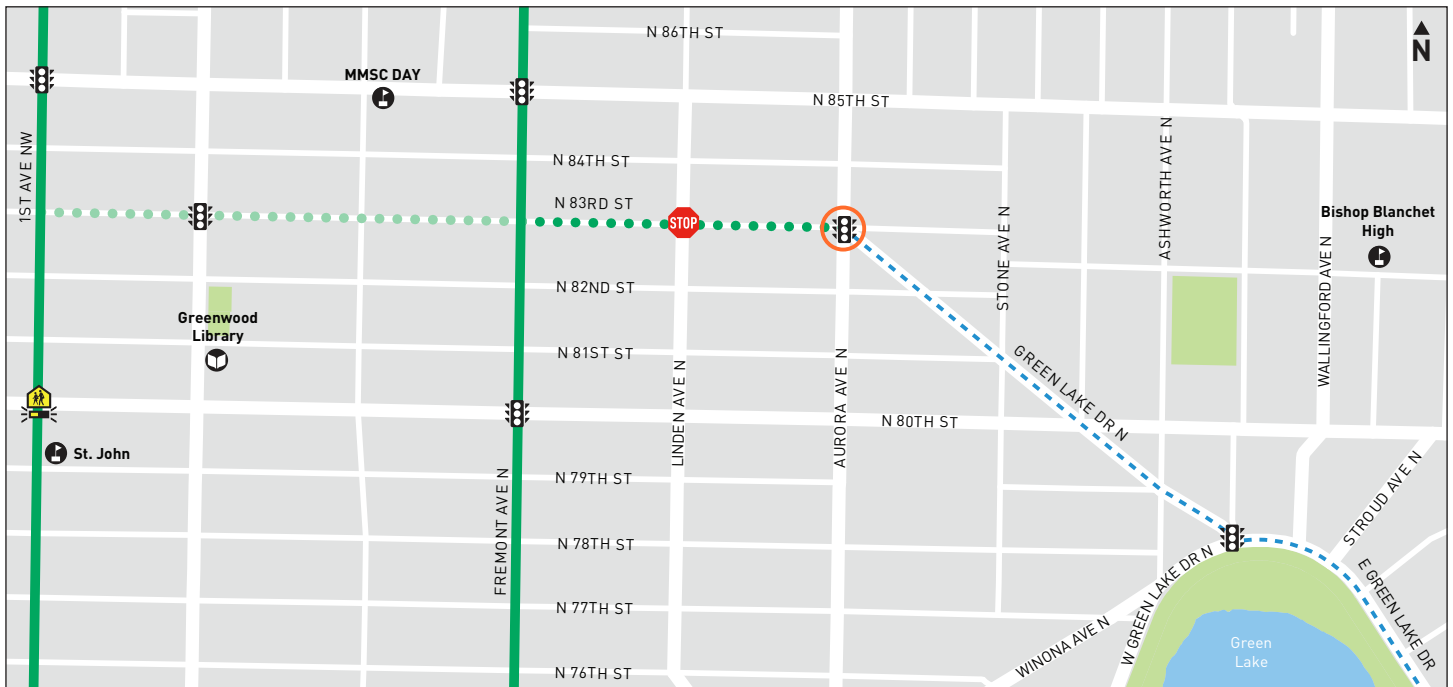 N 86TH ST
N
MMSC DAY
N 85TH ST
1ST AVE NW
N 84TH ST
ASHWORTH AVE N
N 83RD ST
STOP
Bishop Blanchet
High
STONE AVE N
WALLINGFORD AVE N
N 82ND ST
Greenwood
Library
N 81ST ST
GREEN LAKE DR N
LINDEN AVE N
AURORA AVE N
N 80TH ST
St. John
N 79TH ST
FREMONT AVE N
STROUD AVE N
N 78TH ST
W GREEN LAKE DR N
E GREEN LAKE DR
N 77TH ST
WINONA AVE N
Green
Lake
N 76TH ST